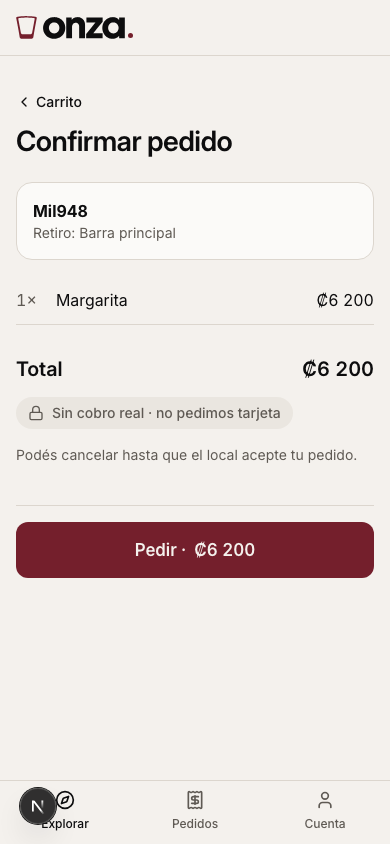 onza.
Carrito
Confirmar pedido
Mil948
Retiro: Barra principal
1× Margarita ₡6 200
Total ₡6 200
Sin cobro real · no pedimos tarjeta
Podés cancelar hasta que el local acepte tu pedido.
Pedir · ₡6 200
N
Explorar Pedidos Cuenta